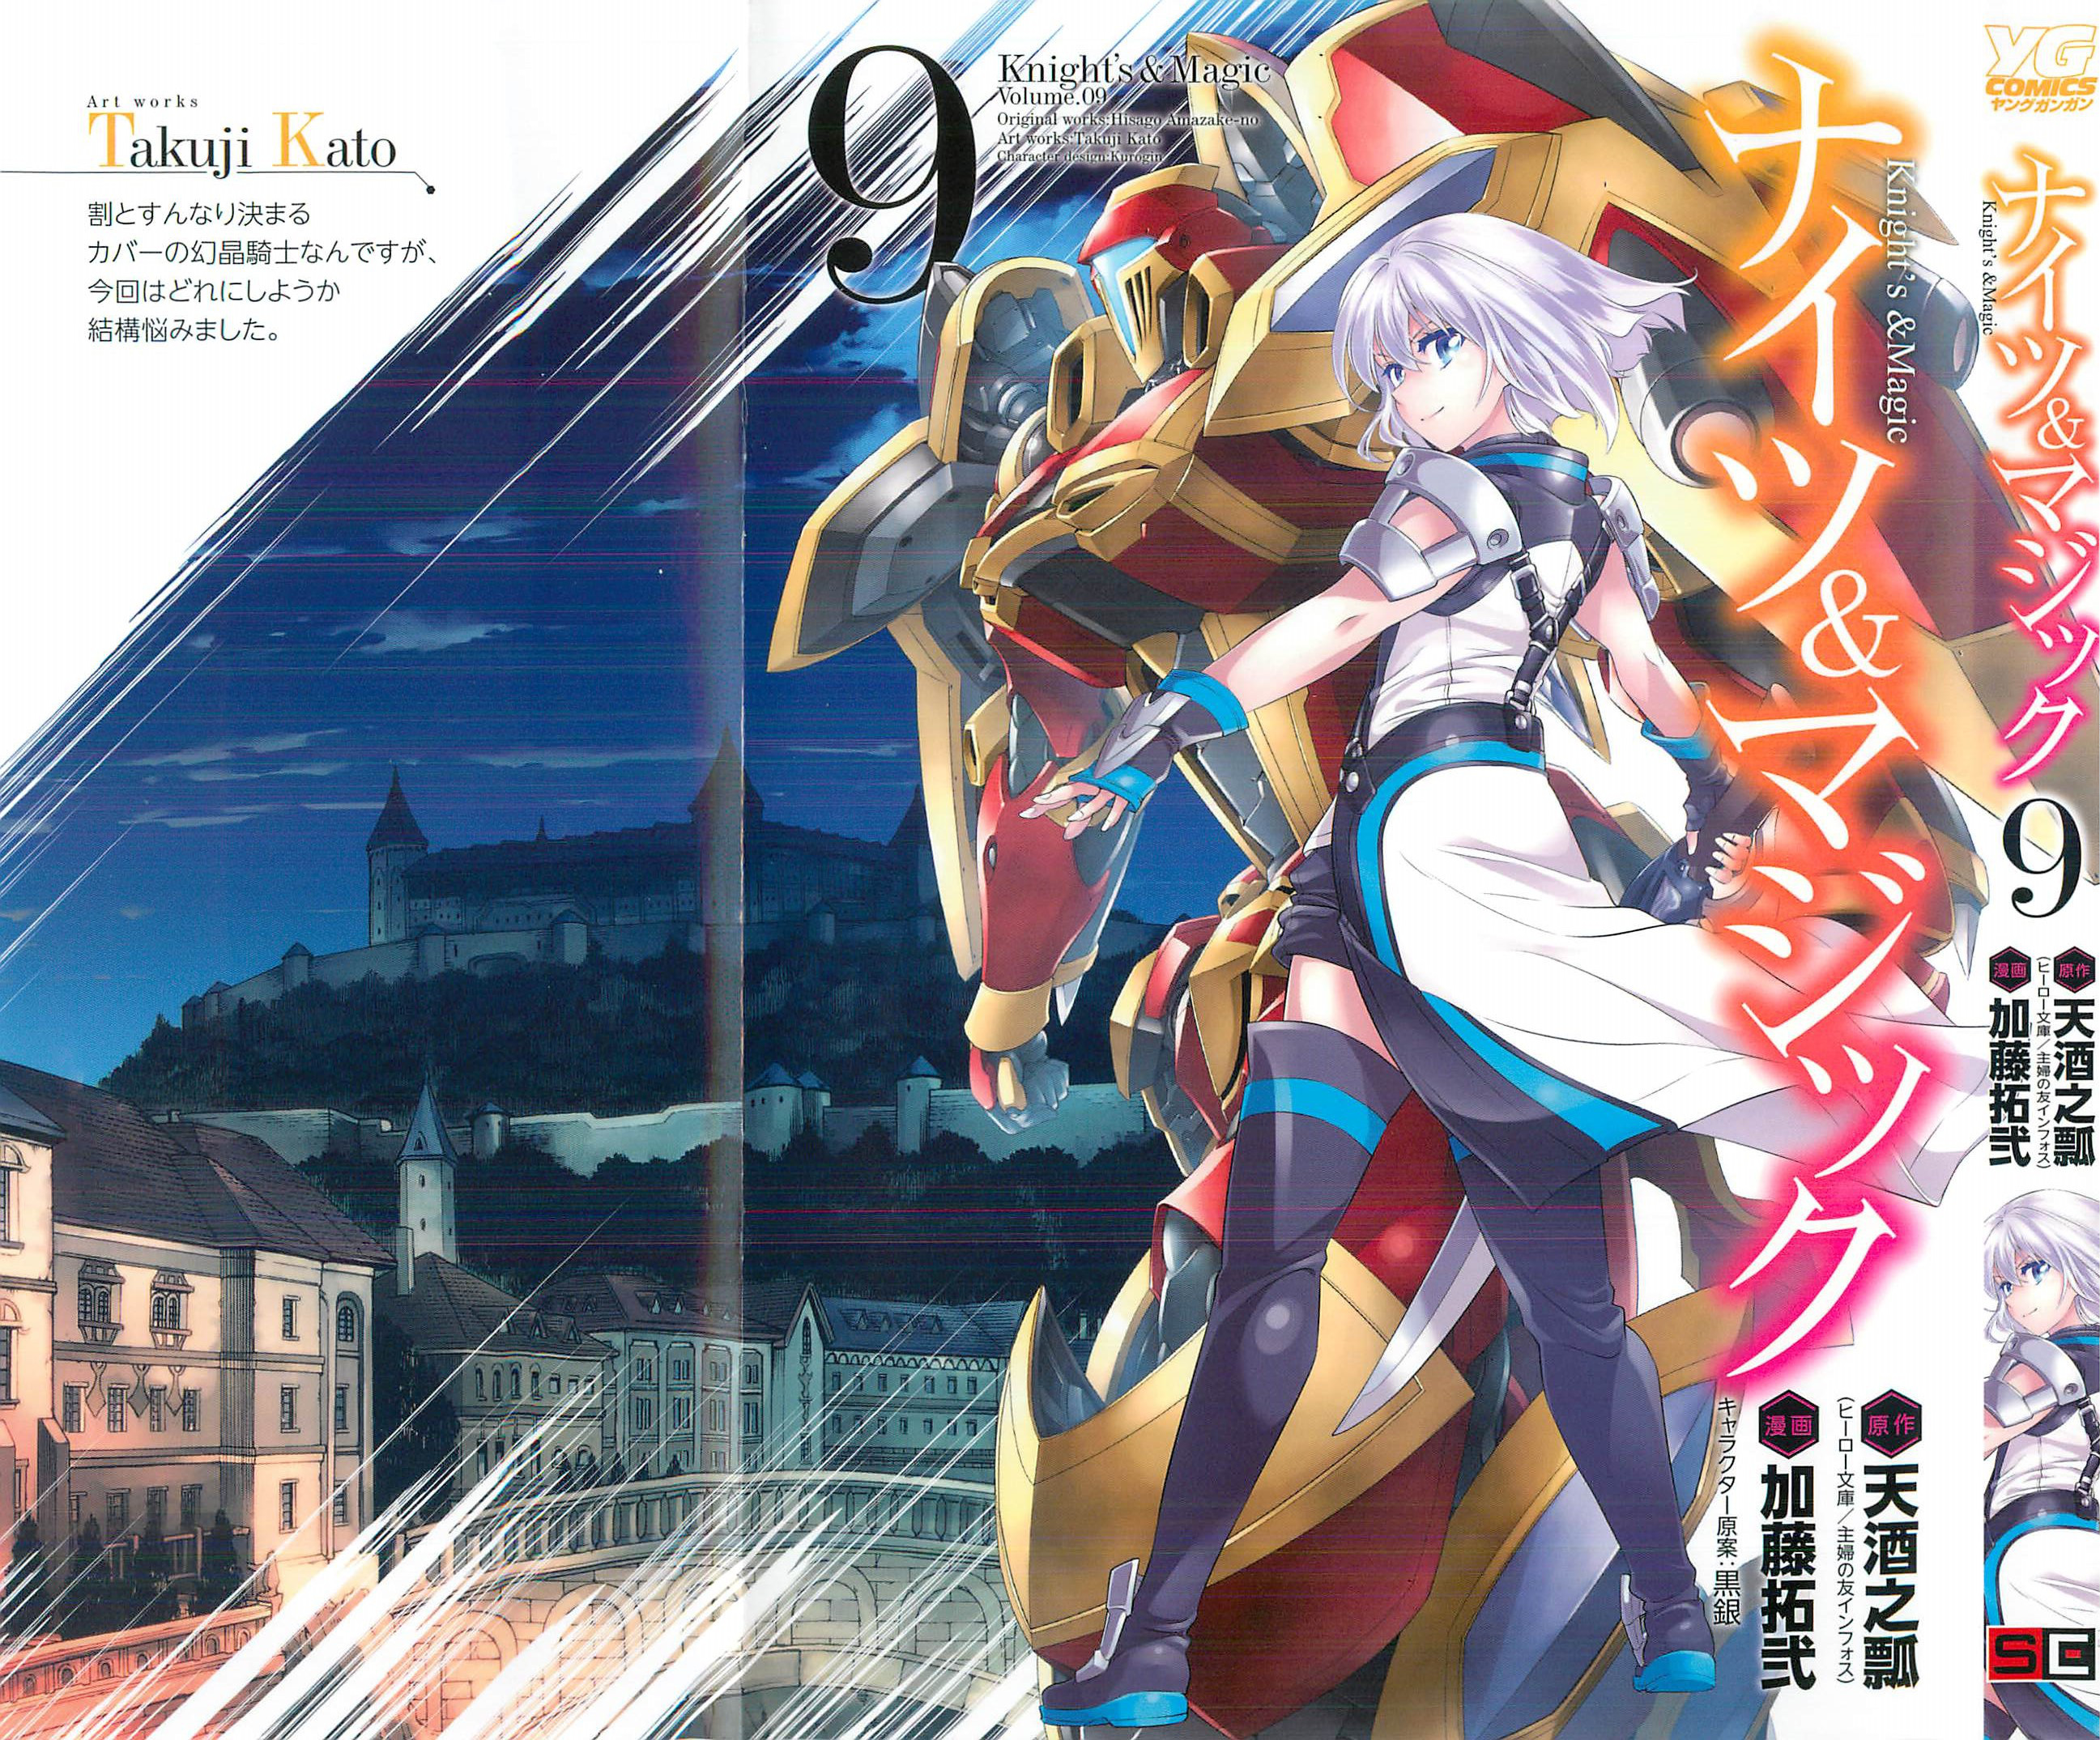 Art works
Takuji Kato
割とすんなり決まる
カバーの幻晶騎士なんですが、
今回はどれにしようか
結構悩みました。
9
Knight's & Magic
Volume.09
Original works:Hisago Amazake-no
Art works:Takuji Kato
Character design:Kurogin
ナイツ&マジック
Knight's &Magic
原作
天酒之瓢
(ヒーロー文庫/主婦の友インフォス)
漫画
加藤拓弐
キャラクター原案:黒銀
YG
COMICS
ヤングガンガン
ナイツ&マジック
Knight's &Magic
9
原作
天酒之瓢
(ヒーロー文庫/主婦の友インフォス)
漫画
加藤拓弐
SE